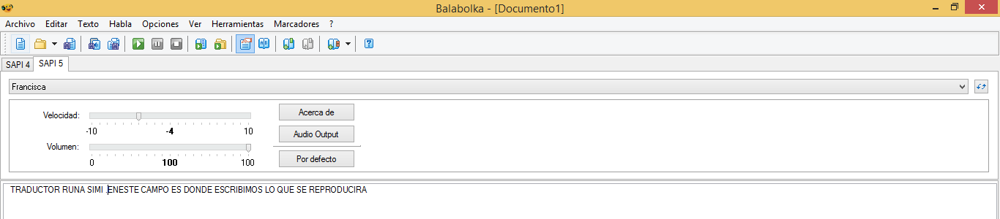 Balabolka - [Documento1]
Archivo Editar Texto Habla Opciones Ver Herramientas Marcadores ?
SAPI 4 SAPI 5
Francisca
Velocidad:
-10 -4 10
Volumen:
0 100 100
Acerca de
Audio Output
Por defecto
TRADUCTOR RUNA SIMI .ENESTE CAMPO ES DONDE ESCRIBIMOS LO QUE SE REPRODUCIRA